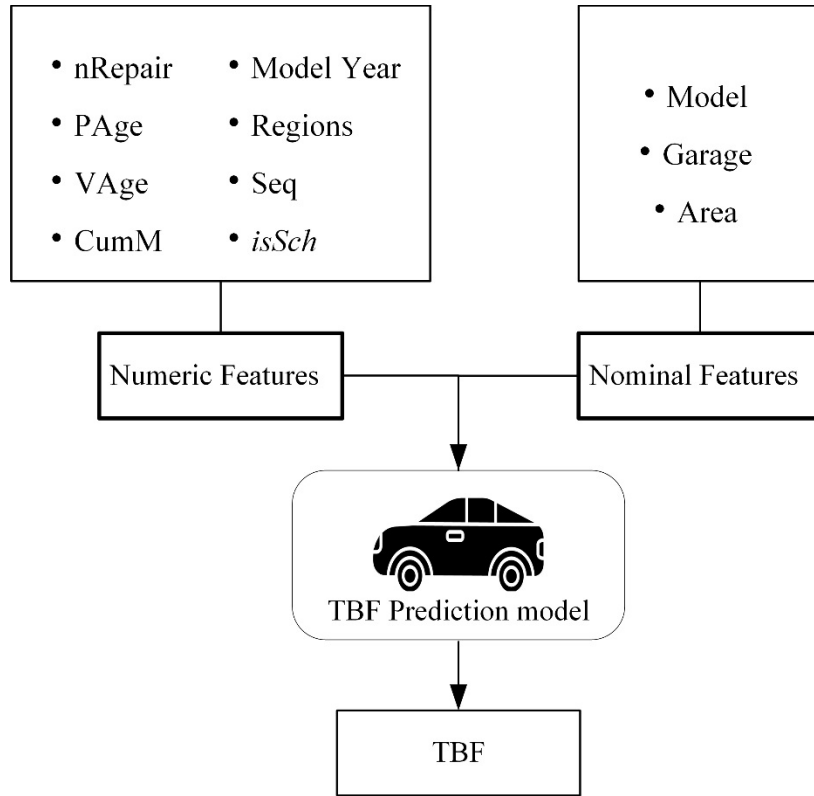 • nRepair
• PAge
• VAge
• CumM
• Model Year
• Regions
• Seq
• isSch
• Model
• Garage
• Area
Numeric Features
Nominal Features
TBF Prediction model
TBF